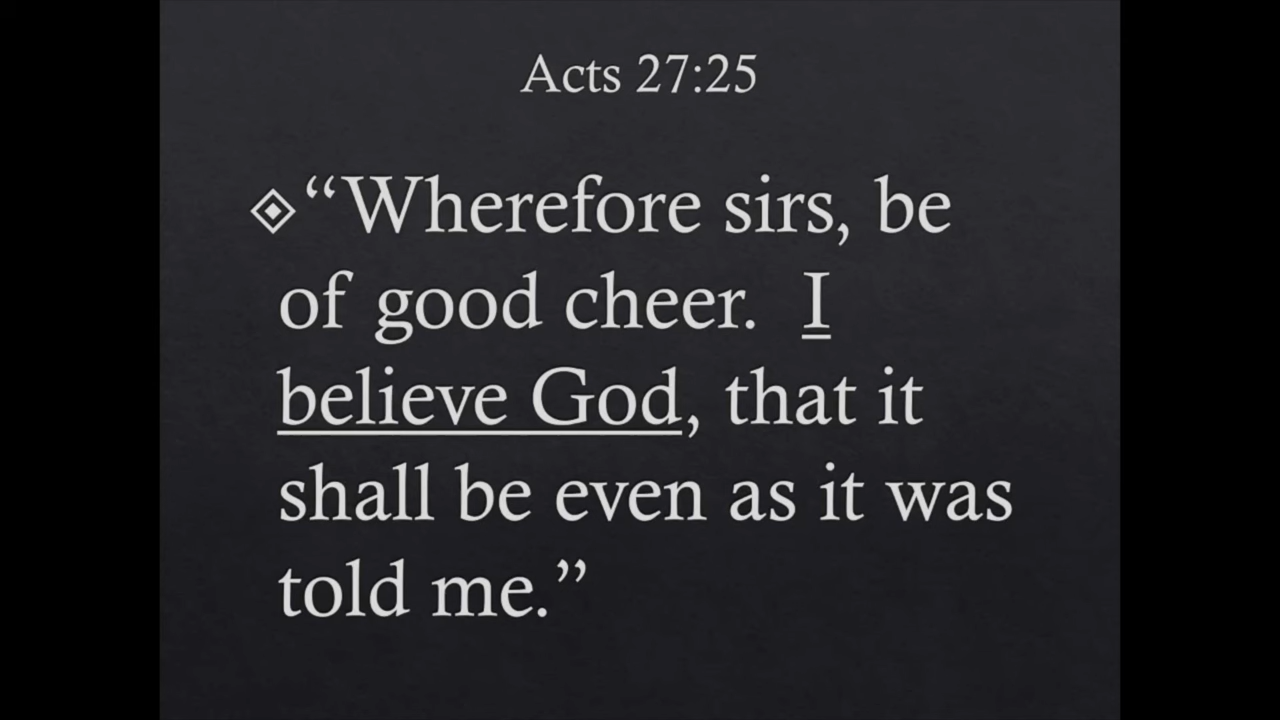 Acts 27:25
“Wherefore sirs, be
of good cheer.  I
believe God, that it
shall be even as it was
told me.”